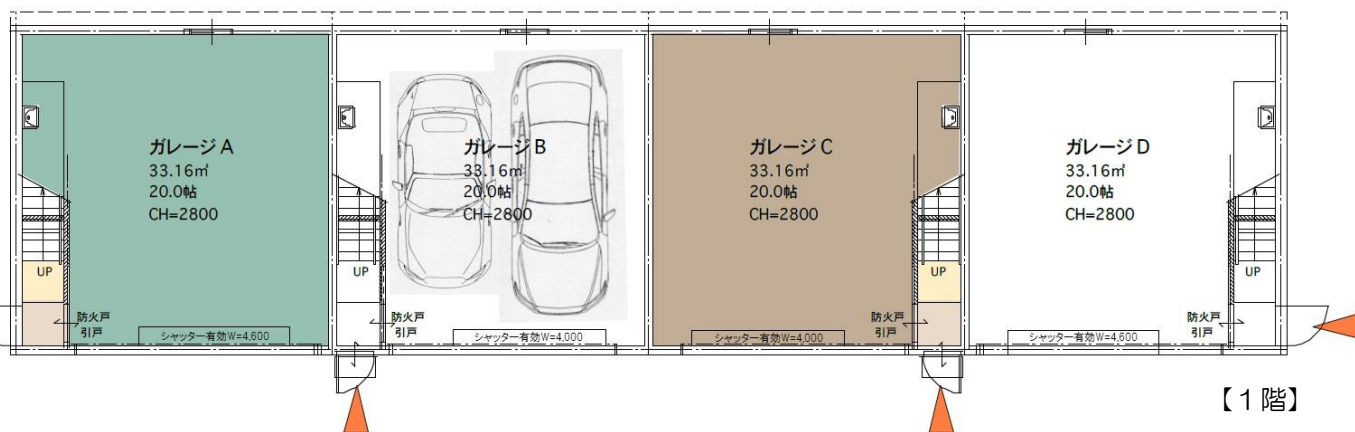 ガレージA
33.16㎡
20.0帖
CH=2800
UP
防火戸
引戸
シャッター有効W=4,600
ガレージB
33.16㎡
20.0帖
CH=2800
UP
防火戸
引戸
シャッター有効W=4,000
ガレージC
33.16㎡
20.0帖
CH=2800
UP
防火戸
引戸
シャッター有効W=4,000
ガレージD
33.16㎡
20.0帖
CH=2800
UP
防火戸
引戸
シャッター有効W=4,600
【1階】